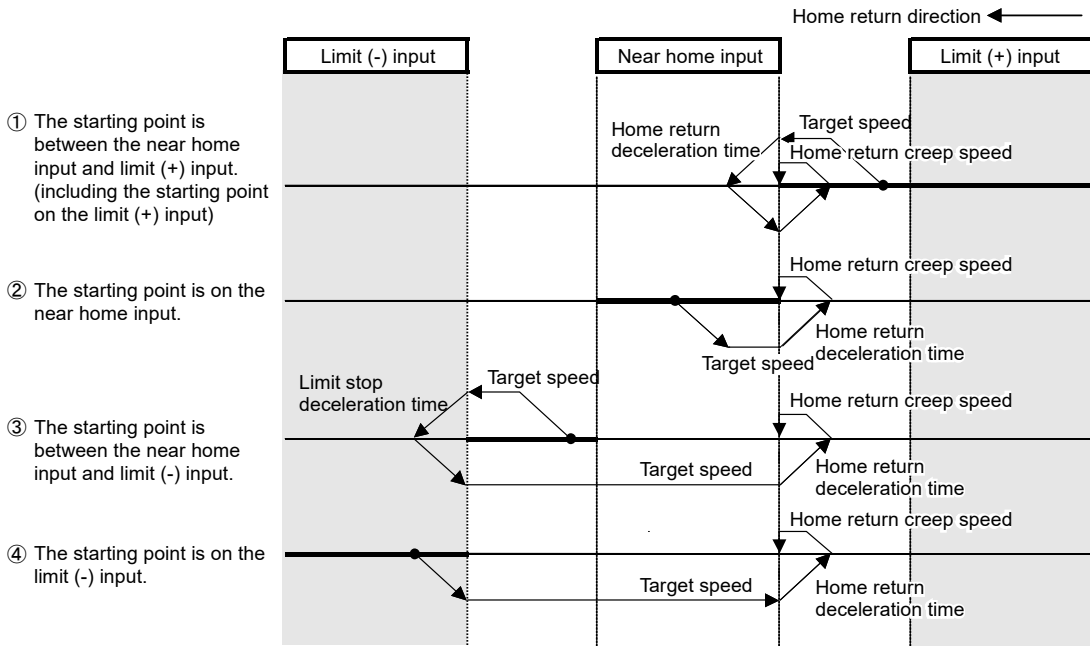 Home return direction
Limit (-) input
Near home input
Limit (+) input
① The starting point is
between the near home
input and limit (+) input.
(including the starting point
on the limit (+) input)
Home return
deceleration time
Target speed
Home return creep speed
② The starting point is on the
near home input.
Home return creep speed
Target speed
Home return
deceleration time
③ The starting point is
between the near home
input and limit (-) input.
Limit stop
deceleration time
Target speed
Home return creep speed
Target speed
Home return
deceleration time
④ The starting point is on the
limit (-) input.
Home return creep speed
Target speed
Home return
deceleration time